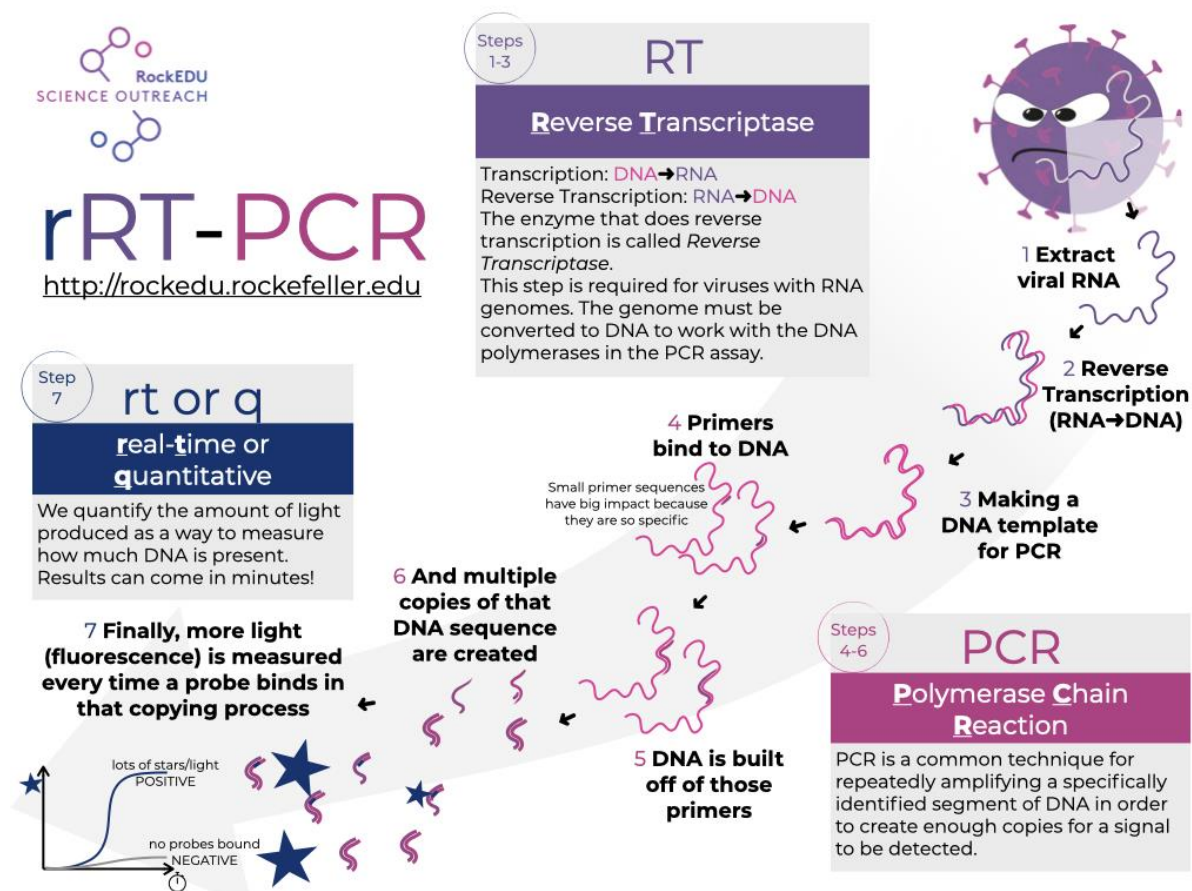 RockEDU
SCIENCE OUTREACH
rRT-PCR
http://rockedu.rockefeller.edu
Steps
1-3
RT
Reverse Transcriptase
Transcription: DNA➔RNA
Reverse Transcription: RNA➔DNA
The enzyme that does reverse
transcription is called Reverse
Transcriptase.
This step is required for viruses with RNA
genomes. The genome must be
converted to DNA to work with the DNA
polymerases in the PCR assay.
1 Extract
viral RNA
2 Reverse
Transcription
(RNA➔DNA)
3 Making a
DNA template
for PCR
4 Primers
bind to DNA
Small primer sequences
have big impact because
they are so specific
5 DNA is built
off of those
primers
6 And multiple
copies of that
DNA sequence
are created
Steps
4-6
PCR
Polymerase Chain
Reaction
PCR is a common technique for
repeatedly amplifying a specifically
identified segment of DNA in order
to create enough copies for a signal
to be detected.
Step
7
rt or q
real-time or
quantitative
We quantify the amount of light
produced as a way to measure
how much DNA is present.
Results can come in minutes!
7 Finally, more light
(fluorescence) is measured
every time a probe binds in
that copying process
lots of stars/light
POSITIVE
no probes bound
NEGATIVE